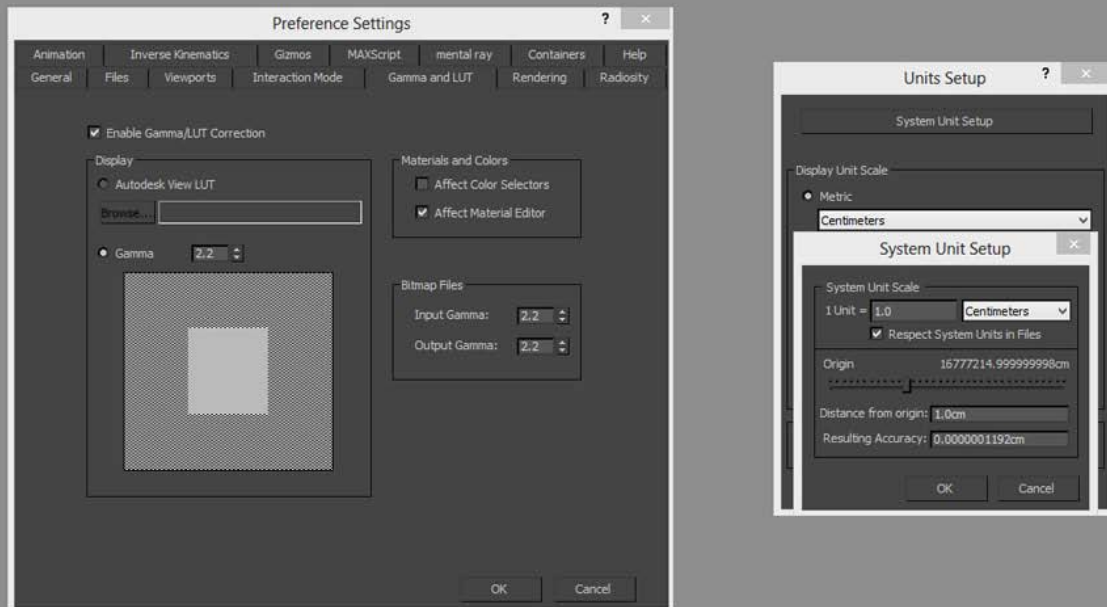 Preference Settings
?
×
Animation Inverse Kinematics Gizmos MAXScript mental ray Containers Help
General Files Viewports Interaction Mode Gamma and LUT Rendering Radiosity
Enable Gamma/LUT Correction
Display
Autodesk View LUT
Browse...
Gamma 2.2
Materials and Colors
Affect Color Selectors
Affect Material Editor
Bitmap Files
Input Gamma: 2.2
Output Gamma: 2.2
OK Cancel
Units Setup
?
×
System Unit Setup
Display Unit Scale
Metric
Centimeters
System Unit Setup
×
System Unit Scale
1 Unit = 1.0 Centimeters
Respect System Units in Files
Origin 16777214.999999998cm
Distance from origin: 1.0cm
Resulting Accuracy: 0.0000001192cm
OK Cancel